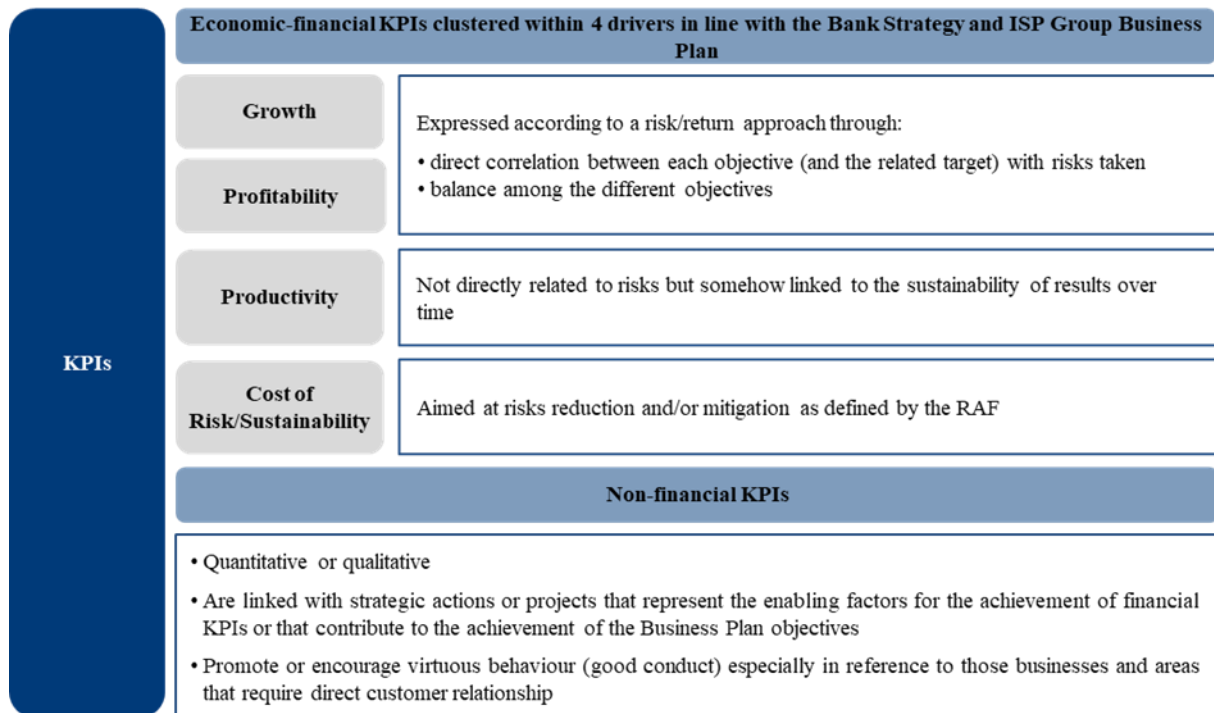 Economic-financial KPIs clustered within 4 drivers in line with the Bank Strategy and ISP Group Business
Plan
Growth
Profitability
Expressed according to a risk/return approach through:
• direct correlation between each objective (and the related target) with risks taken
• balance among the different objectives
Productivity
Not directly related to risks but somehow linked to the sustainability of results over
time
KPIs
Cost of
Risk/Sustainability
Aimed at risks reduction and/or mitigation as defined by the RAF
Non-financial KPIs
• Quantitative or qualitative
• Are linked with strategic actions or projects that represent the enabling factors for the achievement of financial
KPIs or that contribute to the achievement of the Business Plan objectives
• Promote or encourage virtuous behaviour (good conduct) especially in reference to those businesses and areas
that require direct customer relationship